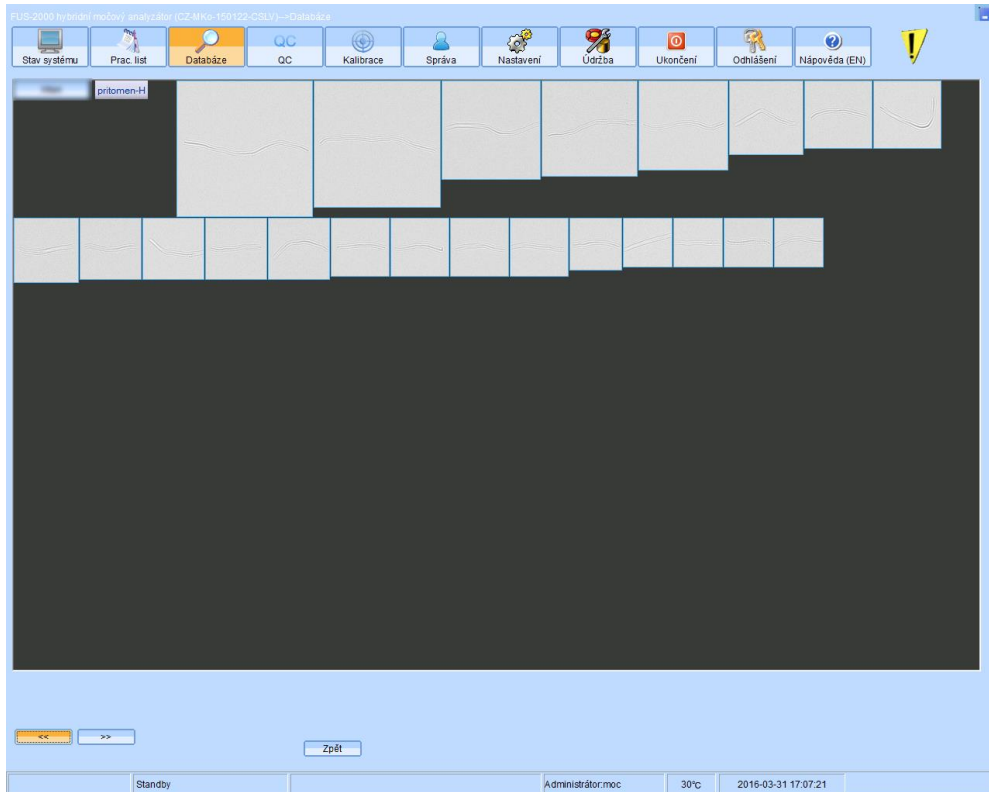 FUS-2000 hybridní močový analyzátor (CZ-MKo-150122-CSLV)-->Databáze
Stav systému
Prac. list
Databáze
QC
QC
Kalibrace
Správa
Nastavení
Údržba
Ukončení
Odhlášení
Nápověda (EN)
pritomen-H
<<
>>
Zpět
Standby
Administrátor:moc
30°C
2016-03-31 17:07:21